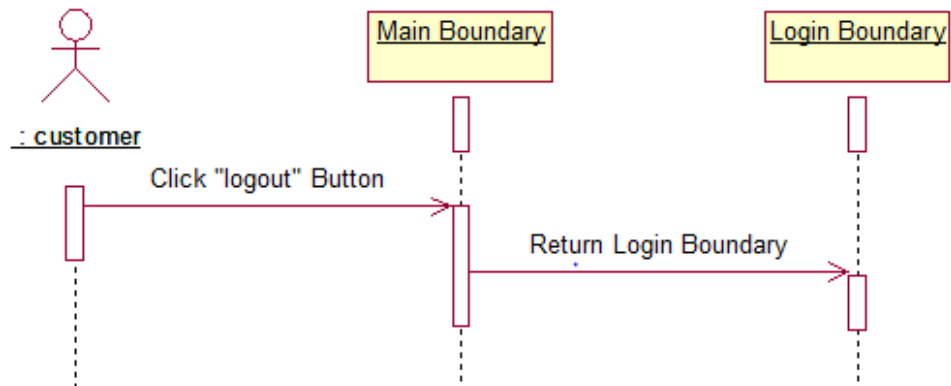 Main Boundary
Login Boundary
: customer
Click "logout" Button
Return Login Boundary